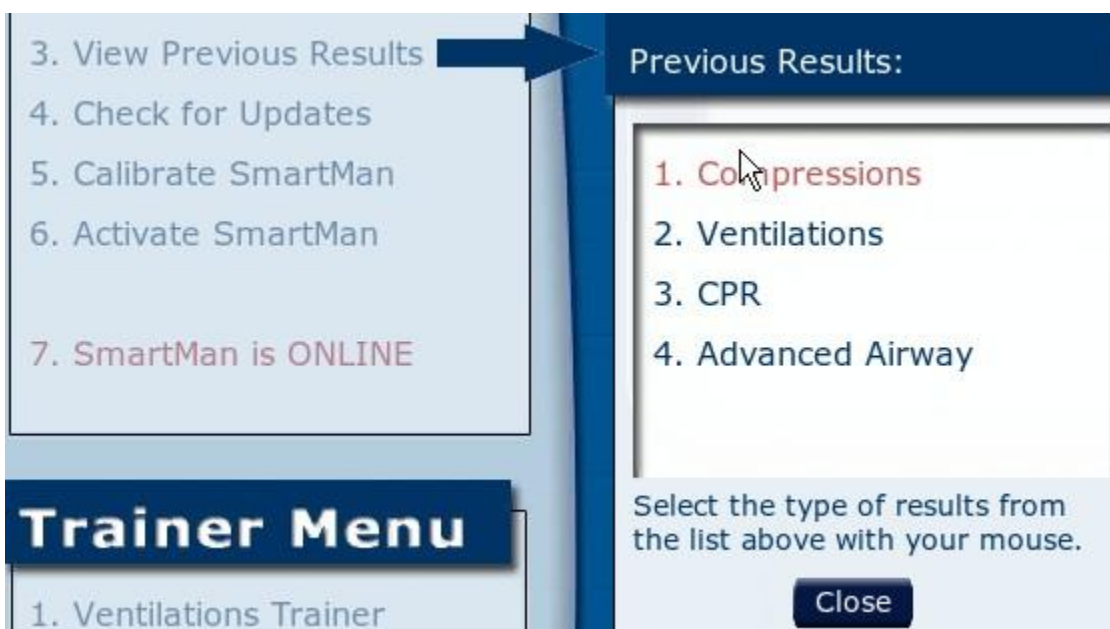 3. View Previous Results
4. Check for Updates
5. Calibrate SmartMan
6. Activate SmartMan
7. SmartMan is ONLINE
Trainer Menu
1. Ventilations Trainer
Previous Results:
1. Compressions
2. Ventilations
3. CPR
4. Advanced Airway
Select the type of results from
the list above with your mouse.
Close